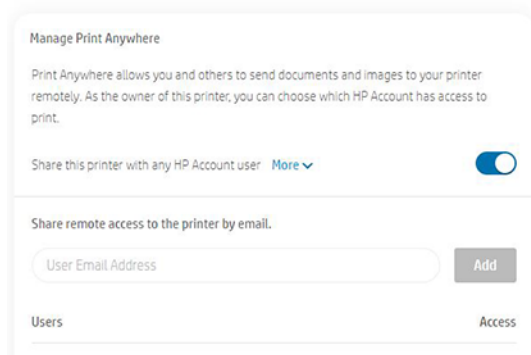 Manage Print Anywhere
Print Anywhere allows you and others to send documents and images to your printer
remotely. As the owner of this printer, you can choose which HP Account has access to
print.
Share this printer with any HP Account user More
Share remote access to the printer by email.
User Email Address Add
Users Access